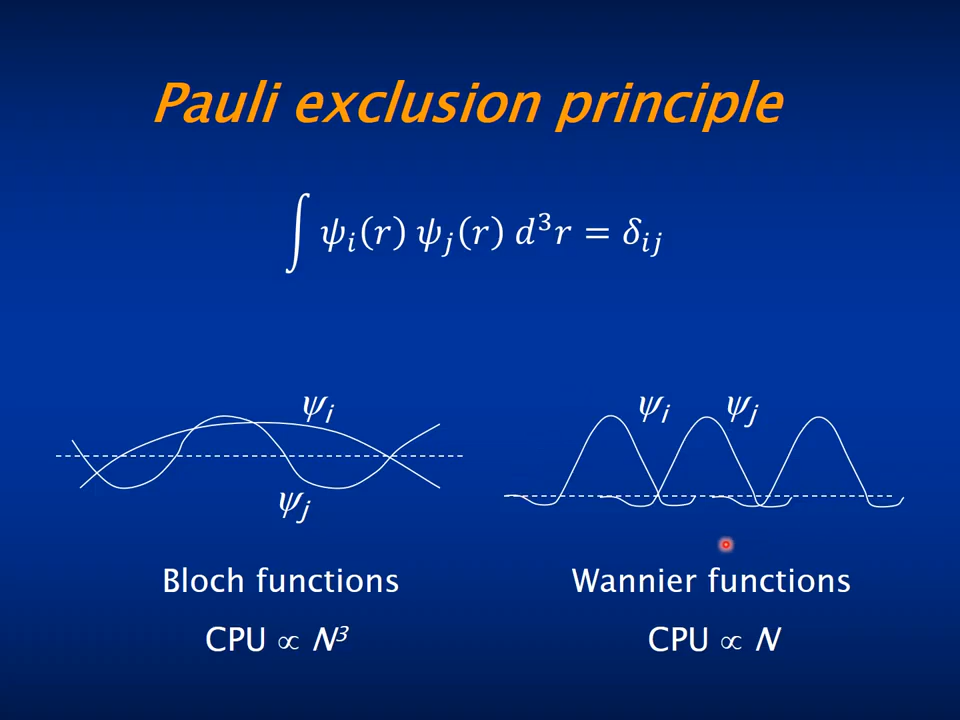 Pauli exclusion principle
∫ ψᵢ(r) ψⱼ(r) d³r = δᵢⱼ
ψᵢ
ψⱼ
ψᵢ ψⱼ
Bloch functions
Wannier functions
CPU ∝ N³
CPU ∝ N